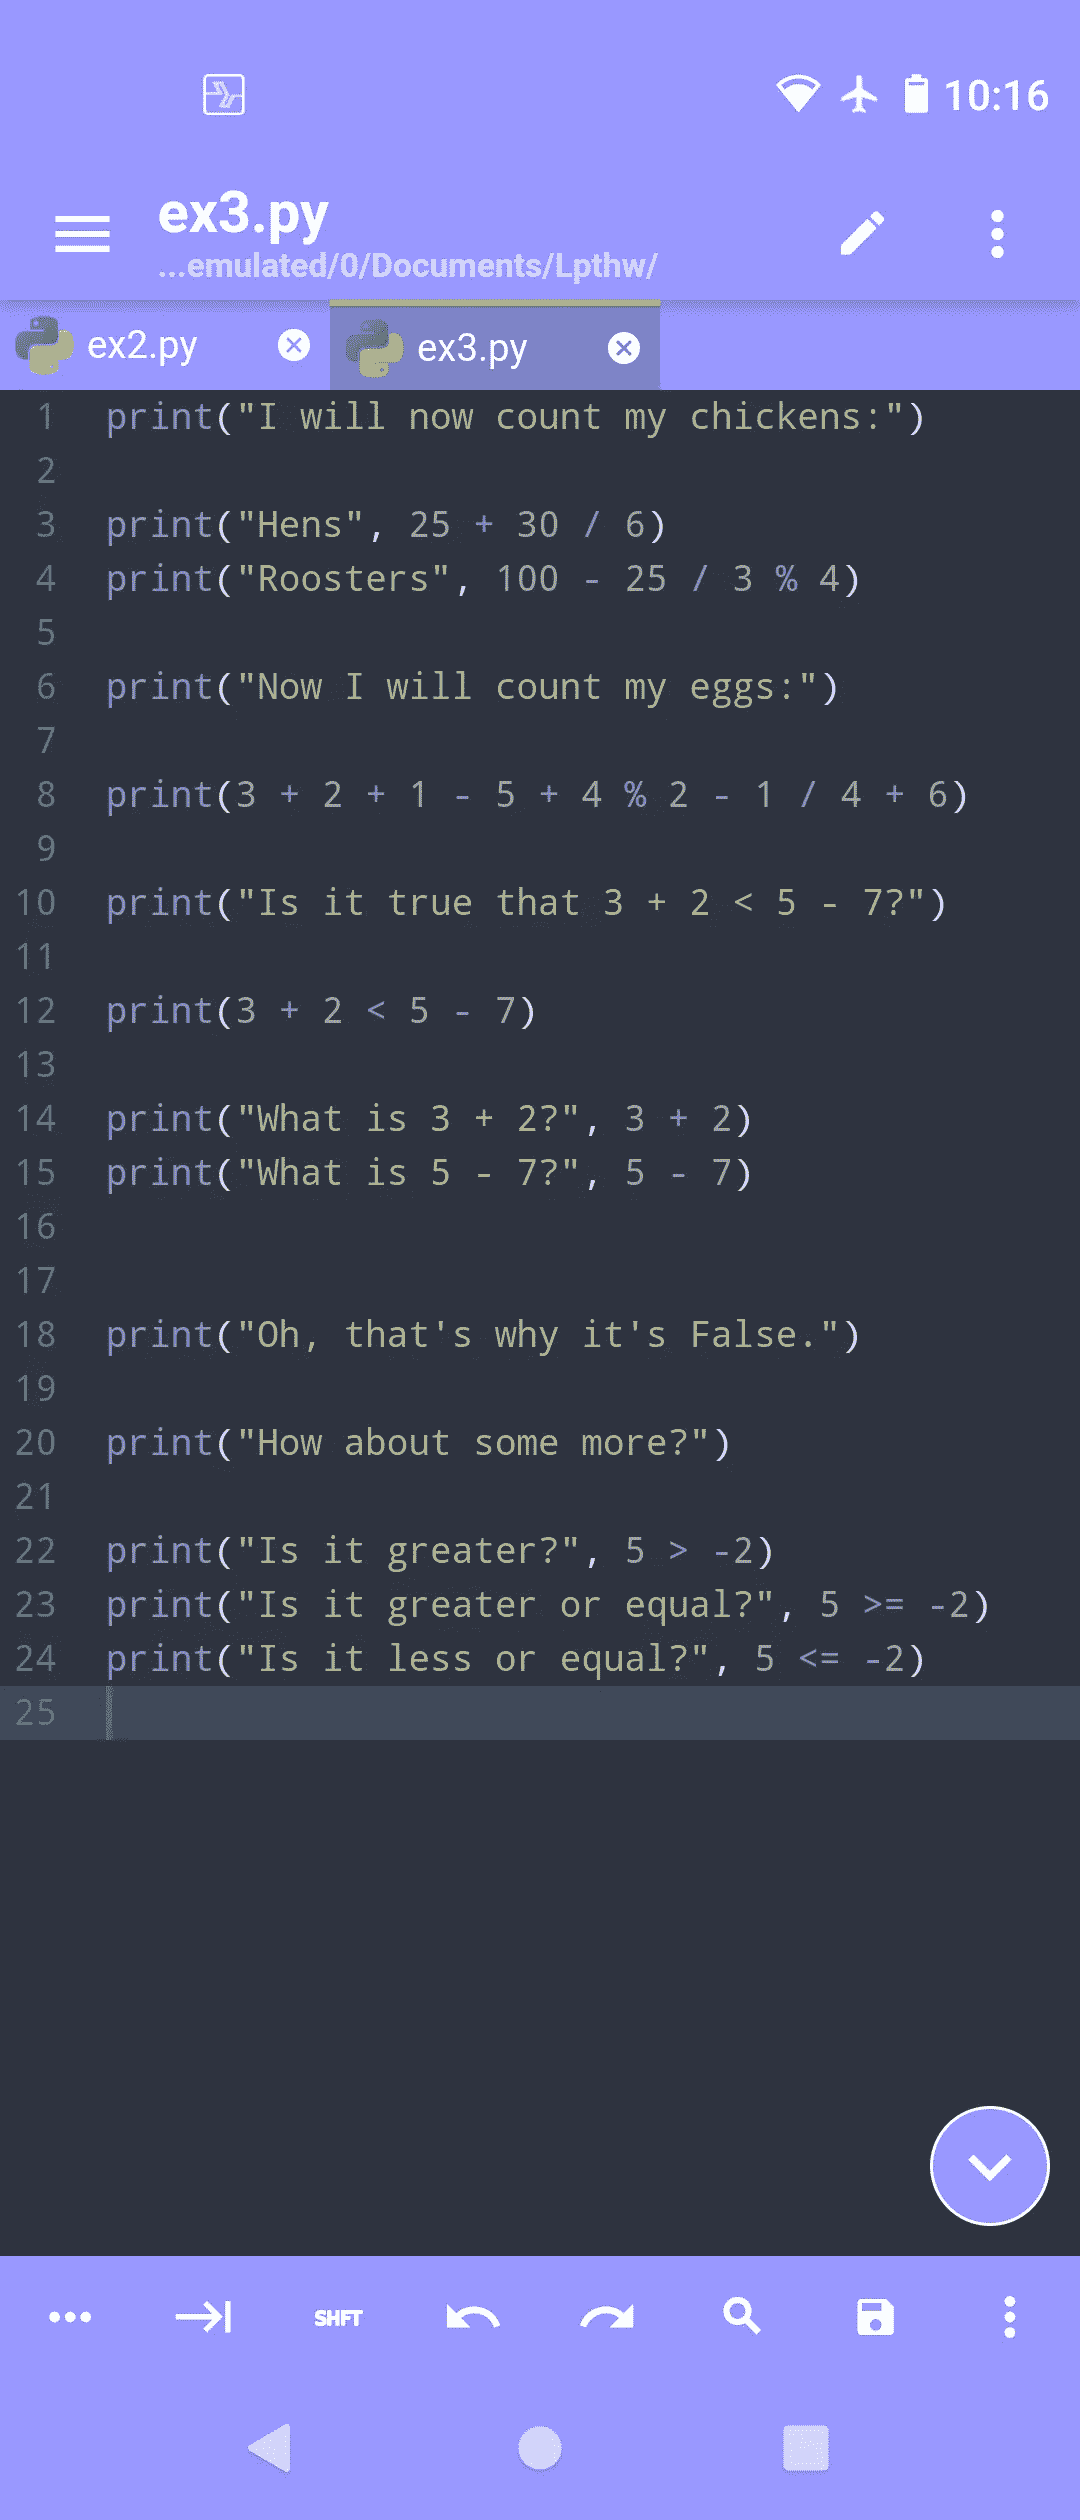 10:16
ex3.py
...emulated/0/Documents/Lpthw/
ex2.py
ex3.py
1 print("I will now count my chickens:")
2
3 print("Hens", 25 + 30 / 6)
4 print("Roosters", 100 - 25 / 3 % 4)
5
6 print("Now I will count my eggs:")
7
8 print(3 + 2 + 1 - 5 + 4 % 2 - 1 / 4 + 6)
9
10 print("Is it true that 3 + 2 < 5 - 7?")
11
12 print(3 + 2 < 5 - 7)
13
14 print("What is 3 + 2?", 3 + 2)
15 print("What is 5 - 7?", 5 - 7)
16
17
18 print("Oh, that's why it's False.")
19
20 print("How about some more?")
21
22 print("Is it greater?", 5 > -2)
23 print("Is it greater or equal?", 5 >= -2)
24 print("Is it less or equal?", 5 <= -2)
25
SHFT